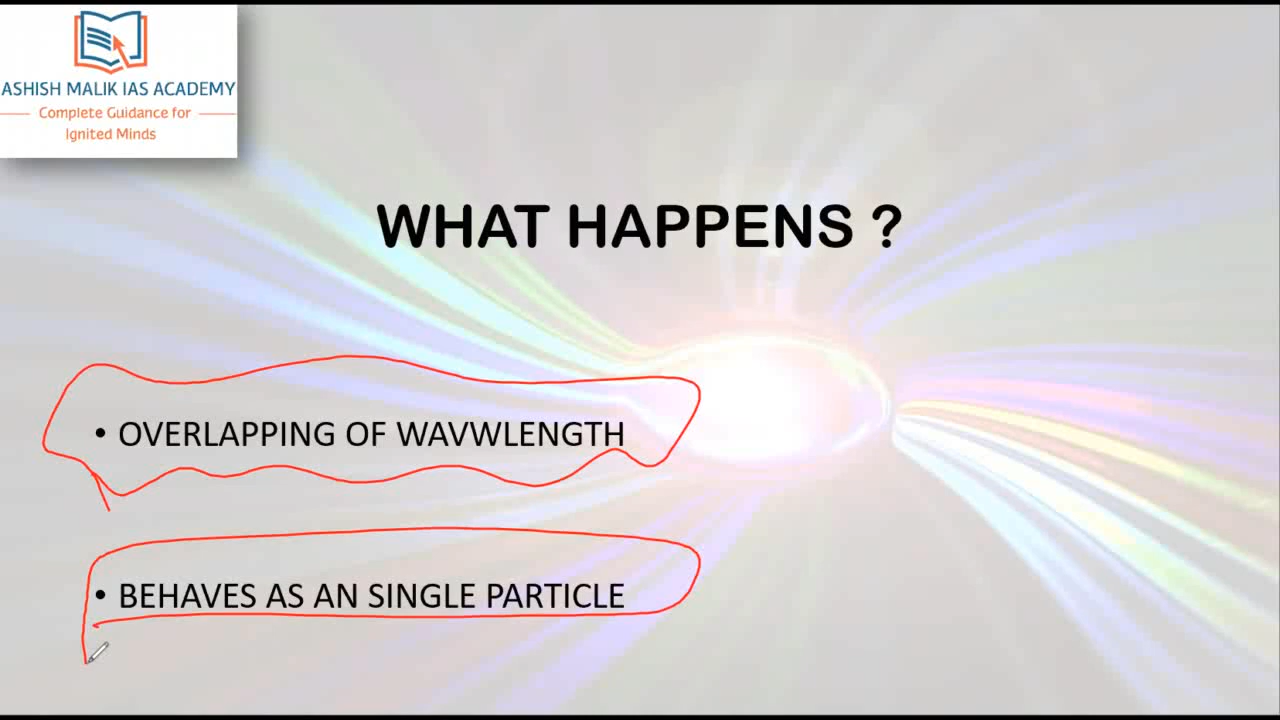 ASHISH MALIK IAS ACADEMY
Complete Guidance for
Ignited Minds
WHAT HAPPENS ?
• OVERLAPPING OF WAVWLENGTH
• BEHAVES AS AN SINGLE PARTICLE